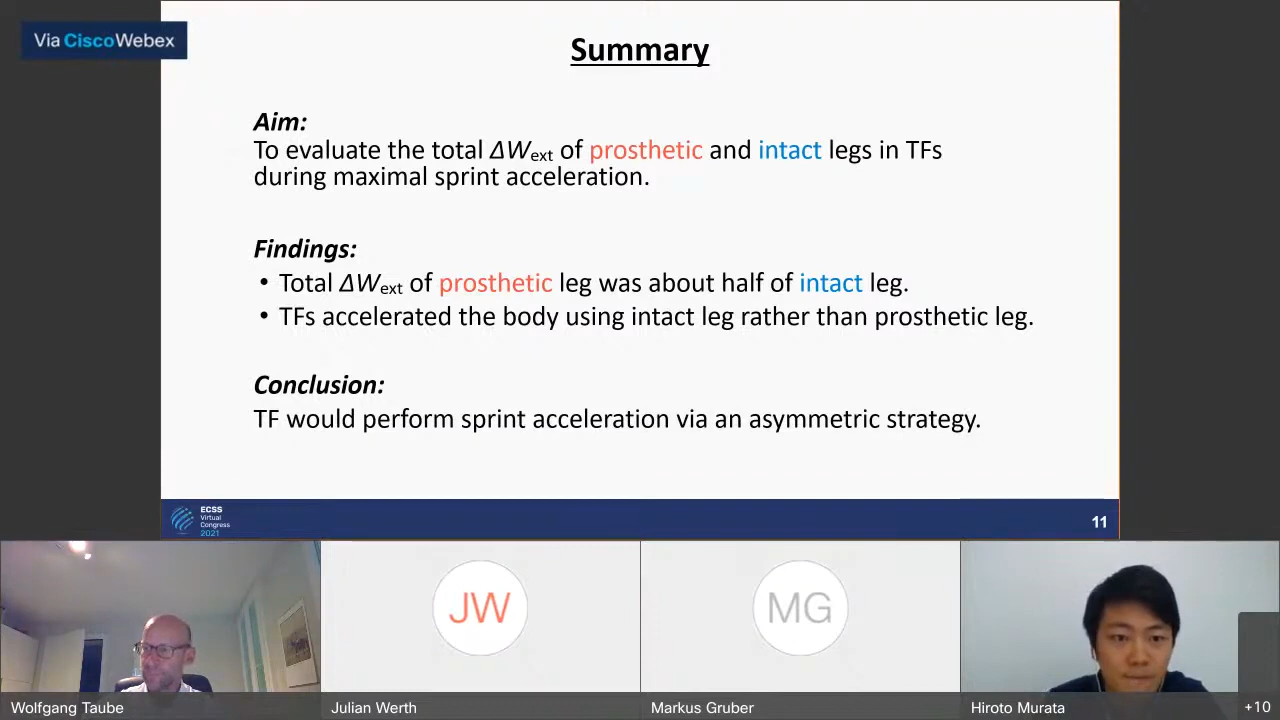 Via CiscoWebex
Summary
Aim:
To evaluate the total ΔWext of prosthetic and intact legs in TFs
during maximal sprint acceleration.
Findings:
• Total ΔWext of prosthetic leg was about half of intact leg.
• TFs accelerated the body using intact leg rather than prosthetic leg.
Conclusion:
TF would perform sprint acceleration via an asymmetric strategy.
ECSS
Virtual
Congress
2021
11
JW
MG
Wolfgang Taube
Julian Werth
Markus Gruber
Hiroto Murata
+10